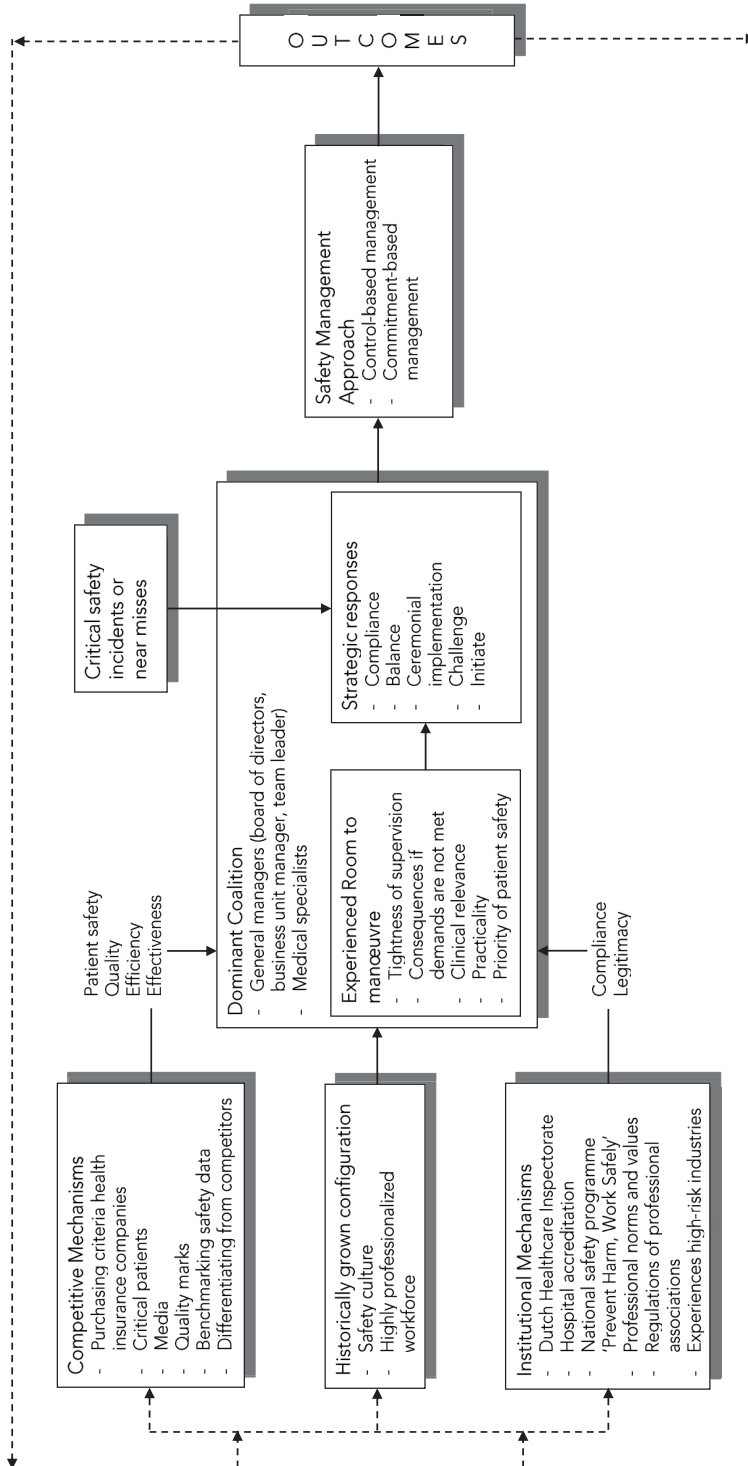 Competitive Mechanisms
- Purchasing criteria health
insurance companies
- Critical patients
- Media
- Quality marks
- Benchmarking safety data
- Differentiating from competitors
Patient safety
Quality
Efficiency
Effectiveness
Historically grown configuration
- Safety culture
- Highly professionalized
workforce
Institutional Mechanisms
- Dutch Healthcare Inspectorate
- Hospital accreditation
- National safety programme
‘Prevent Harm, Work Safely’
- Professional norms and values
- Regulations of professional
associations
- Experiences high-risk industries
Compliance
Legitimacy
Dominant Coalition
- General managers (board of directors,
business unit manager, team leader)
- Medical specialists
Experienced Room to
manœuvre
- Tightness of supervision
- Consequences if
demands are not met
- Clinical relevance
- Practicality
- Priority of patient safety
Critical safety
incidents or
near misses
Strategic responses
- Compliance
- Balance
- Ceremonial
implementation
- Challenge
- Initiate
Safety Management
Approach
- Control-based management
- Commitment-based
management
OUTCOMES